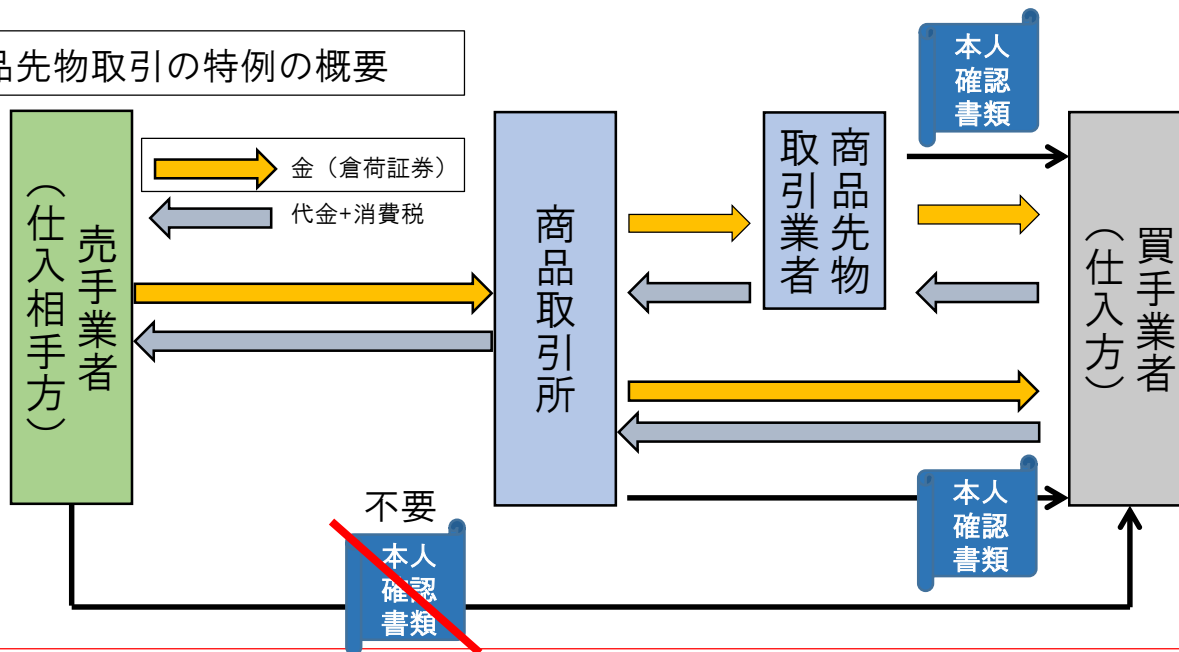 品先物取引の特例の概要
金（倉荷証券）
代金+消費税
売手業者
（仕入相手方）
商品取引所
商品先物
取引業者
買手業者
（仕入方）
本人
確認
書類
本人
確認
書類
不要
本人
確認
書類